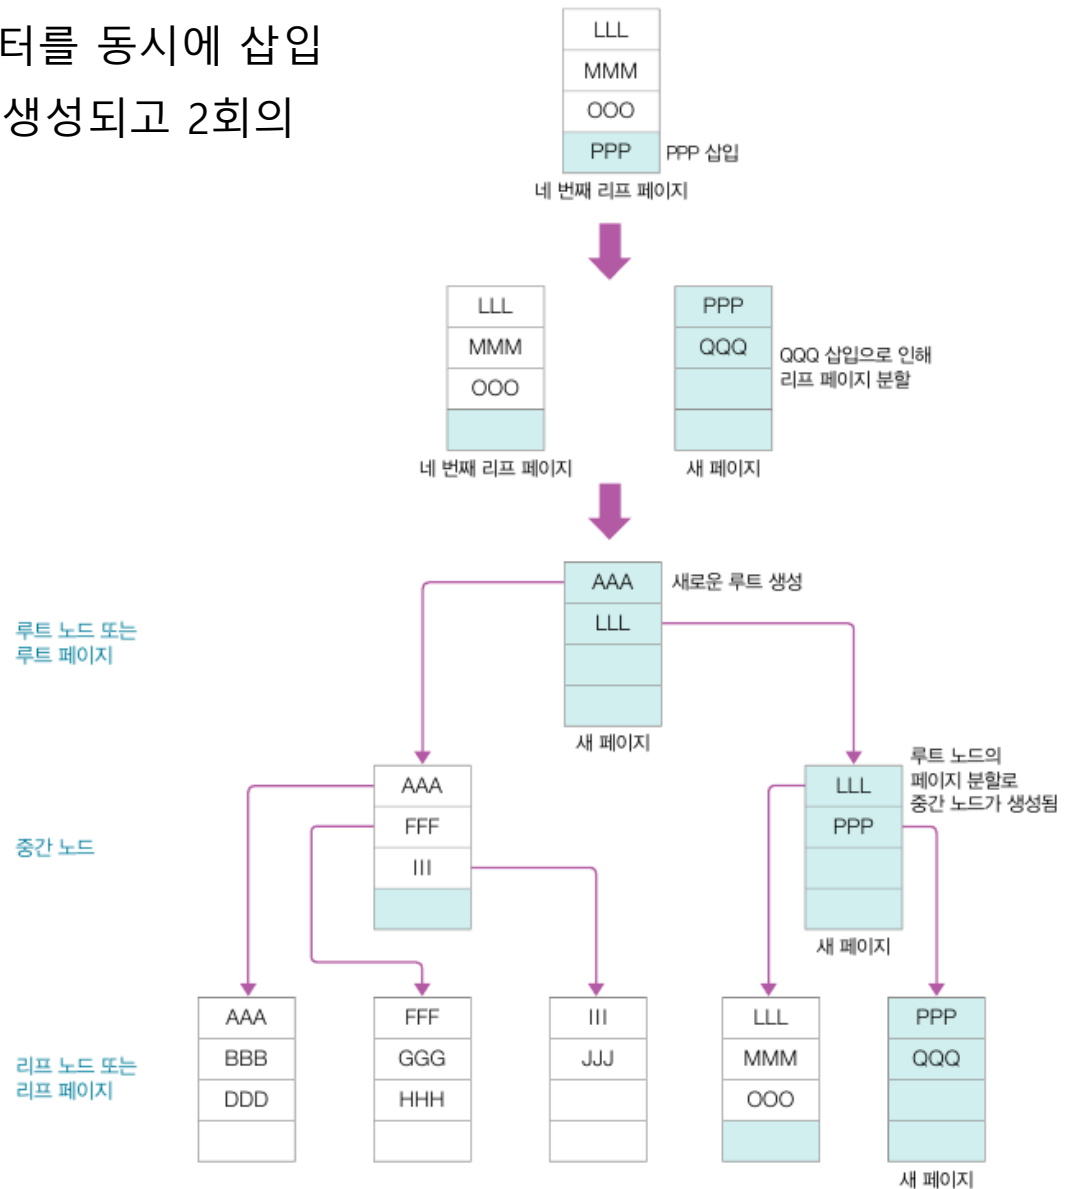 터를 동시에 삽입
생성되고 2회의
LLL
MMM
OOO
PPP
PPP 삽입
네 번째 리프 페이지
LLL
MMM
OOO
네 번째 리프 페이지
PPP
QQQ
새 페이지
QQQ 삽입으로 인해
리프 페이지 분할
루트 노드 또는
루트 페이지
AAA
LLL
새 페이지
새로운 루트 생성
중간 노드
AAA
FFF
III
LLL
PPP
새 페이지
루트 노드의
페이지 분할로
중간 노드가 생성됨
리프 노드 또는
리프 페이지
AAA
BBB
DDD
FFF
GGG
HHH
III
JJJ
LLL
MMM
OOO
PPP
QQQ
새 페이지